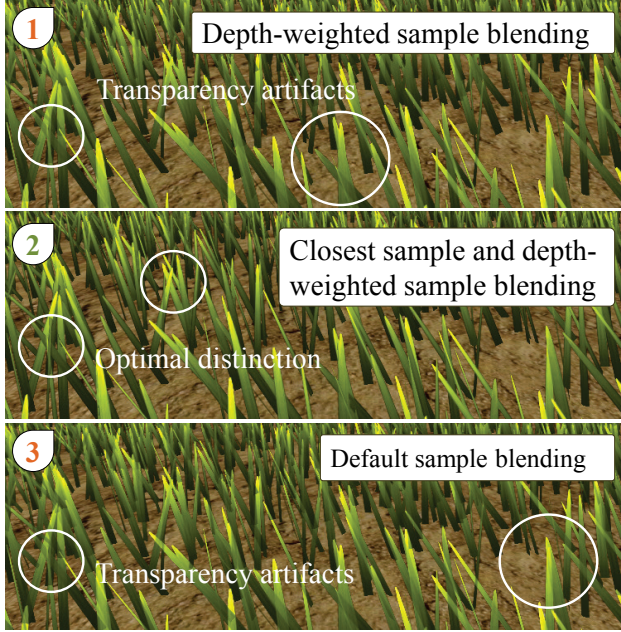 1
Depth-weighted sample blending
Transparency artifacts
2
Closest sample and depth-
weighted sample blending
Optimal distinction
3
Default sample blending
Transparency artifacts